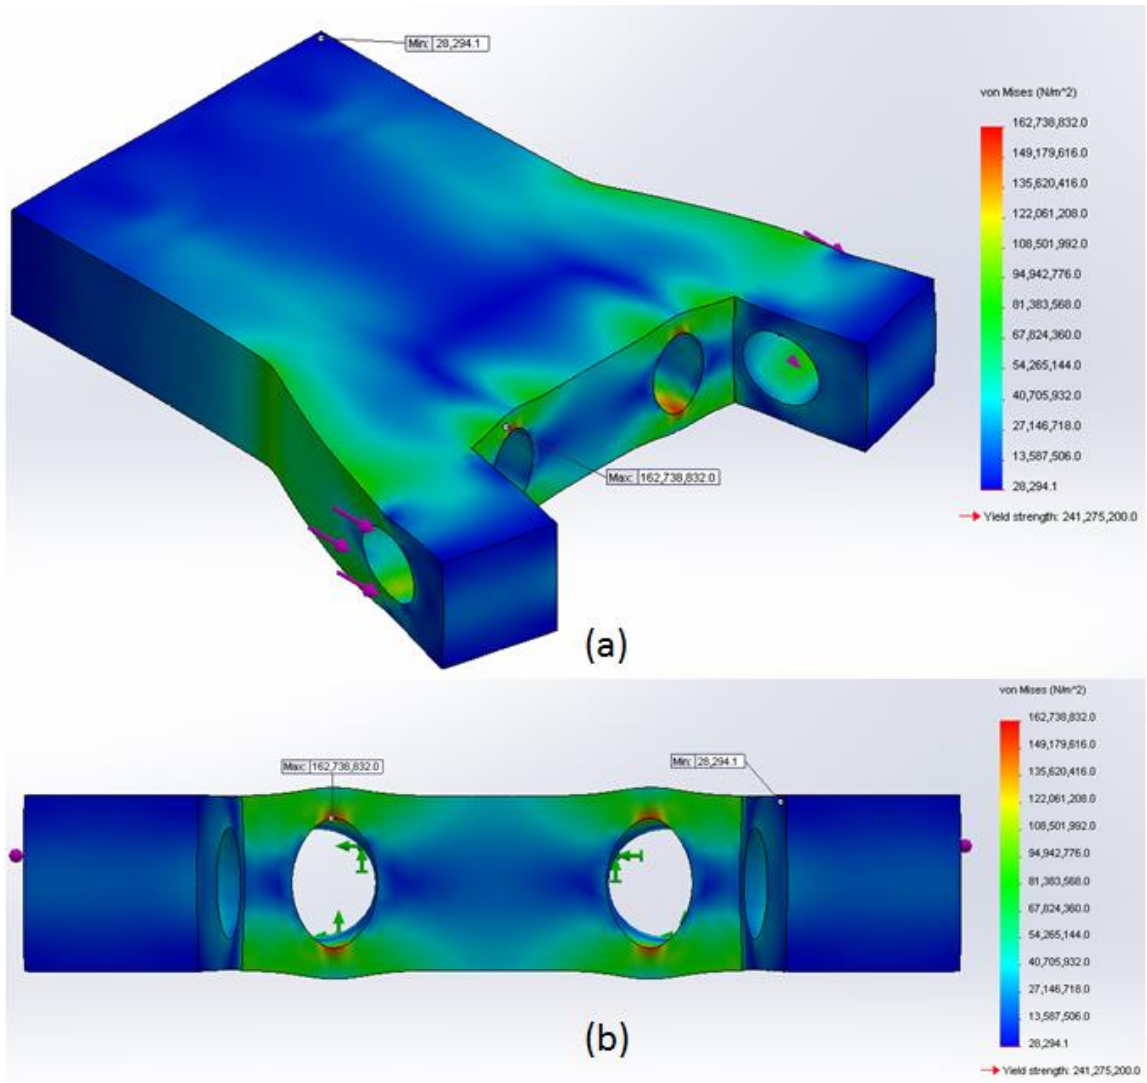 Min: 28,294.1
von Mises (N/m^2)
162,738,832.0
149,179,616.0
135,620,416.0
122,061,208.0
108,501,992.0
94,942,776.0
81,383,568.0
67,824,360.0
54,265,144.0
40,705,932.0
27,146,718.0
13,587,506.0
28,294.1
Yield strength: 241,275,200.0
Max: 162,738,832.0
(a)
von Mises (N/m^2)
162,738,832.0
149,179,616.0
135,620,416.0
122,061,208.0
108,501,992.0
94,942,776.0
81,383,568.0
67,824,360.0
54,265,144.0
40,705,932.0
27,146,718.0
13,587,506.0
28,294.1
Yield strength: 241,275,200.0
Max: 162,738,832.0
Min: 28,294.1
(b)